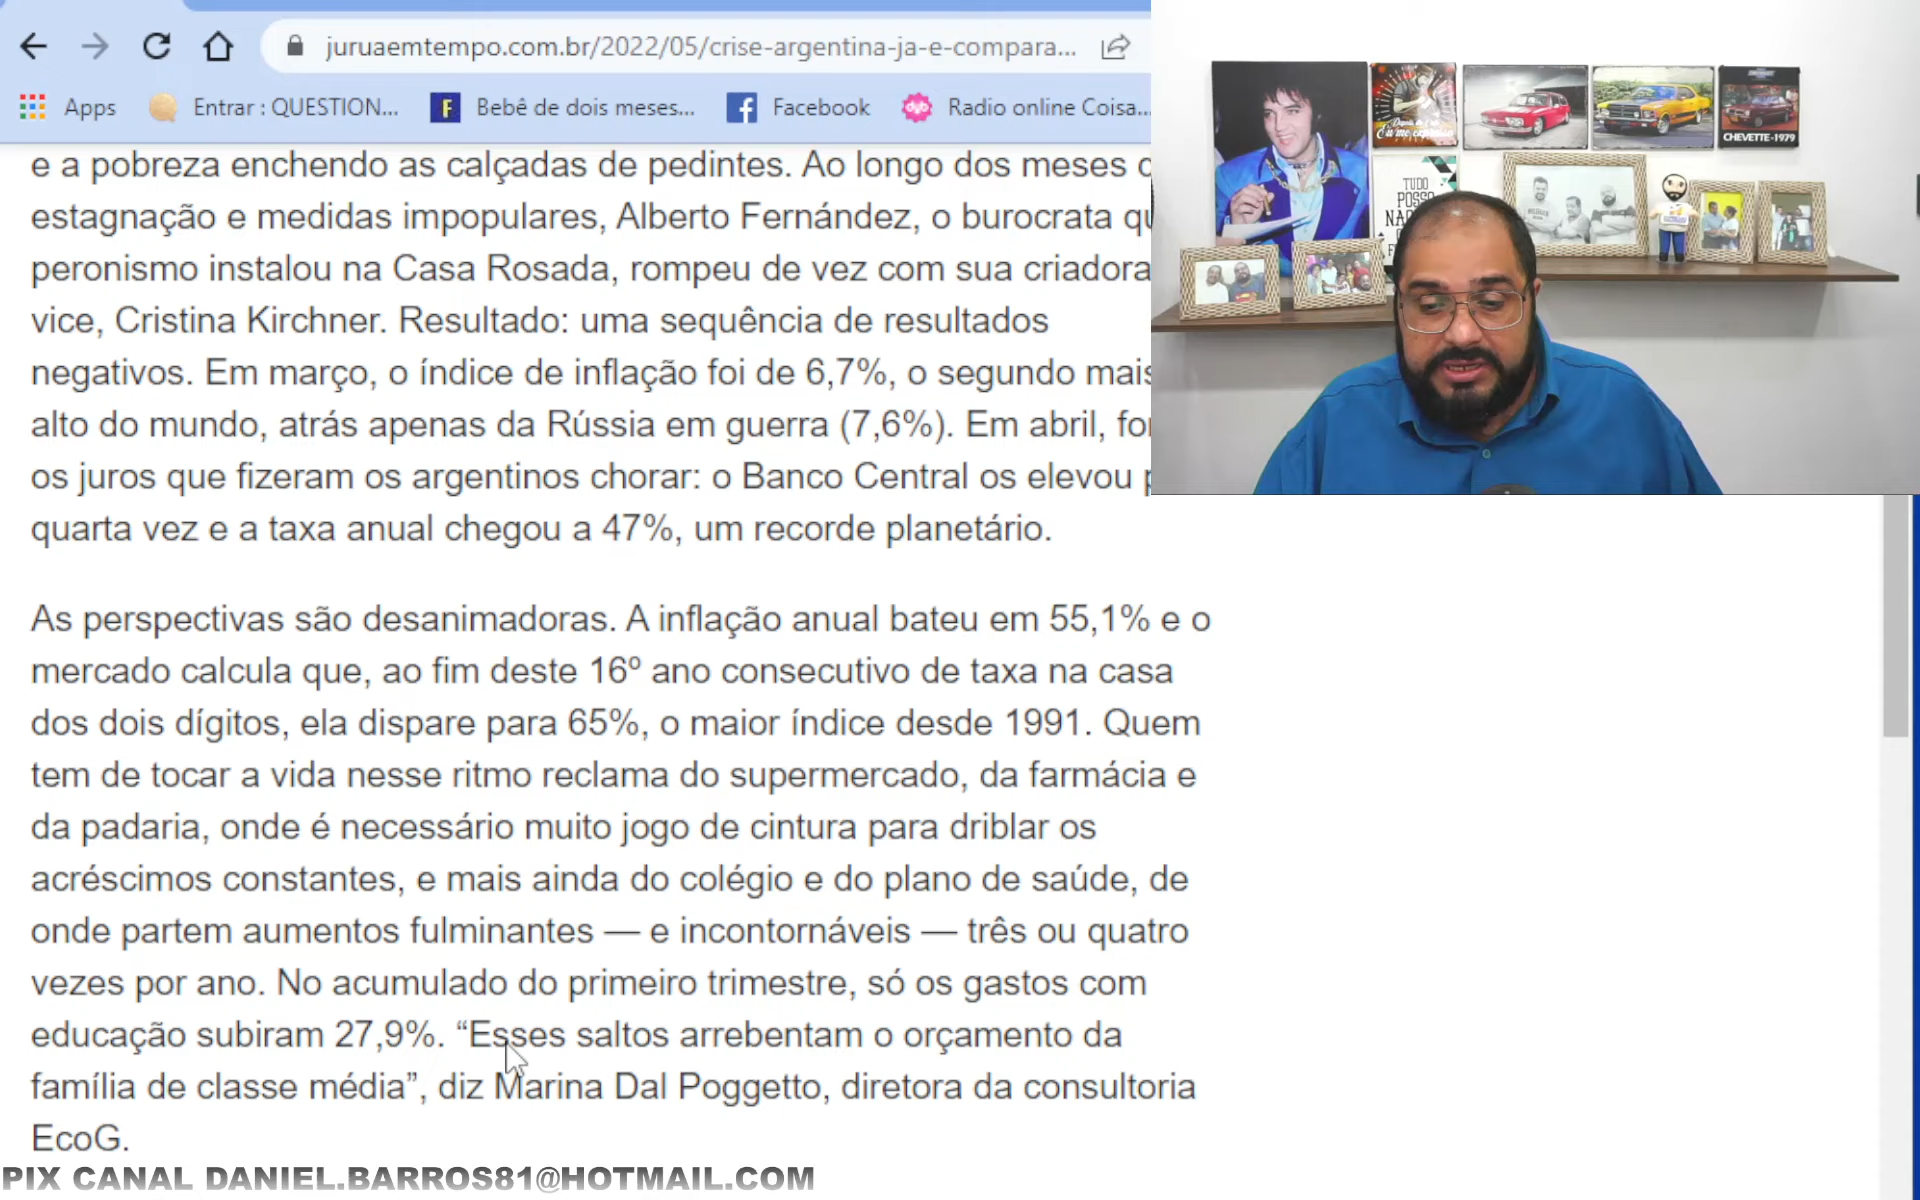 juruaemtempo.com.br/2022/05/crise-argentina-ja-e-compara...
Apps Entrar : QUESTION... Bebê de dois meses... Facebook Radio online Coisa...
e a pobreza enchendo as calçadas de pedintes. Ao longo dos meses
estagnação e medidas impopulares, Alberto Fernández, o burocrata qu
peronismo instalou na Casa Rosada, rompeu de vez com sua criadora
vice, Cristina Kirchner. Resultado: uma sequência de resultados
negativos. Em março, o índice de inflação foi de 6,7%, o segundo mais
alto do mundo, atrás apenas da Rússia em guerra (7,6%). Em abril, fo
os juros que fizeram os argentinos chorar: o Banco Central os elevou p
quarta vez e a taxa anual chegou a 47%, um recorde planetário.
As perspectivas são desanimadoras. A inflação anual bateu em 55,1% e o
mercado calcula que, ao fim deste 16º ano consecutivo de taxa na casa
dos dois dígitos, ela dispare para 65%, o maior índice desde 1991. Quem
tem de tocar a vida nesse ritmo reclama do supermercado, da farmácia e
da padaria, onde é necessário muito jogo de cintura para driblar os
acréscimos constantes, e mais ainda do colégio e do plano de saúde, de
onde partem aumentos fulminantes — e incontornáveis — três ou quatro
vezes por ano. No acumulado do primeiro trimestre, só os gastos com
educação subiram 27,9%. “Esses saltos arrebentam o orçamento da
família de classe média”, diz Marina Dal Poggetto, diretora da consultoria
EcoG.
PIX CANAL DANIEL.BARROS81@HOTMAIL.COM
CHEVETTE-1979
TUDO
POSSO